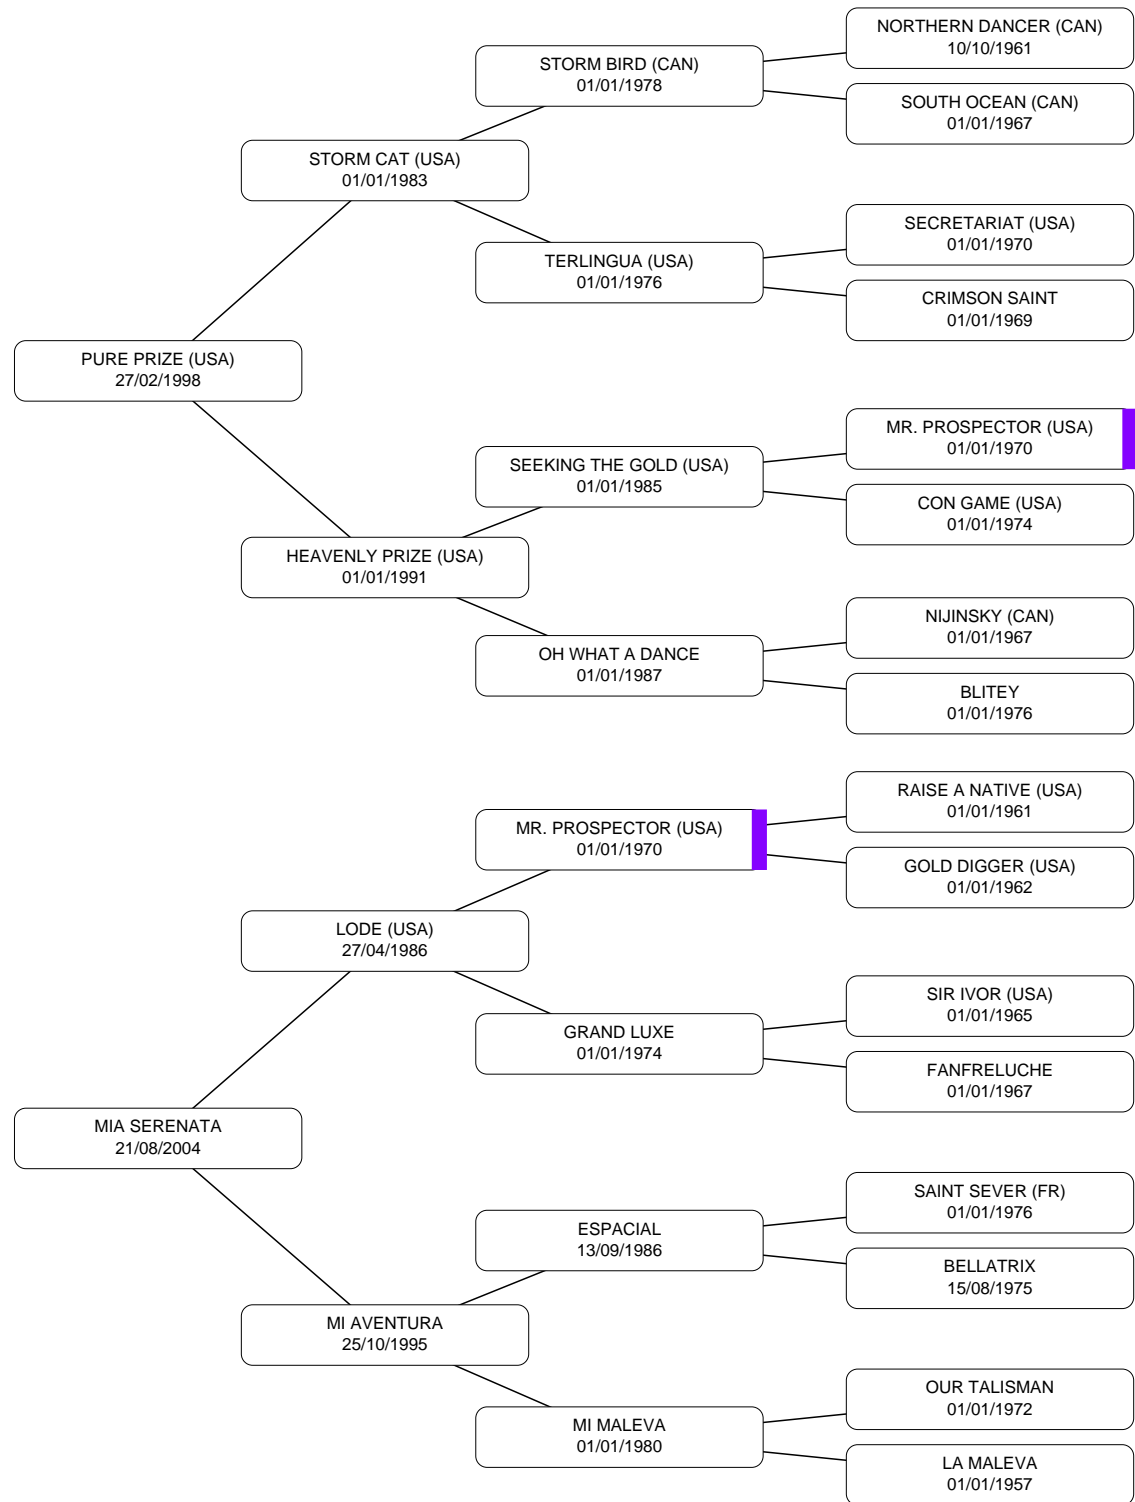 NORTHERN DANCER (CAN)
10/10/1961
STORM BIRD (CAN)
01/01/1978
SOUTH OCEAN (CAN)
01/01/1967
STORM CAT (USA)
01/01/1983
SECRETARIAT (USA)
01/01/1970
TERLINGUA (USA)
01/01/1976
CRIMSON SAINT
01/01/1969
PURE PRIZE (USA)
27/02/1998
MR. PROSPECTOR (USA)
01/01/1970
SEEKING THE GOLD (USA)
01/01/1985
CON GAME (USA)
01/01/1974
HEAVENLY PRIZE (USA)
01/01/1991
NIJINSKY (CAN)
01/01/1967
OH WHAT A DANCE
01/01/1987
BLITEY
01/01/1976
RAISE A NATIVE (USA)
01/01/1961
MR. PROSPECTOR (USA)
01/01/1970
GOLD DIGGER (USA)
01/01/1962
LODE (USA)
27/04/1986
SIR IVOR (USA)
01/01/1965
GRAND LUXE
01/01/1974
FANFRELUCHE
01/01/1967
MIA SERENATA
21/08/2004
SAINT SEVER (FR)
01/01/1976
ESPACIAL
13/09/1986
BELLATRIX
15/08/1975
MI AVENTURA
25/10/1995
OUR TALISMAN
01/01/1972
MI MALEVA
01/01/1980
LA MALEVA
01/01/1957